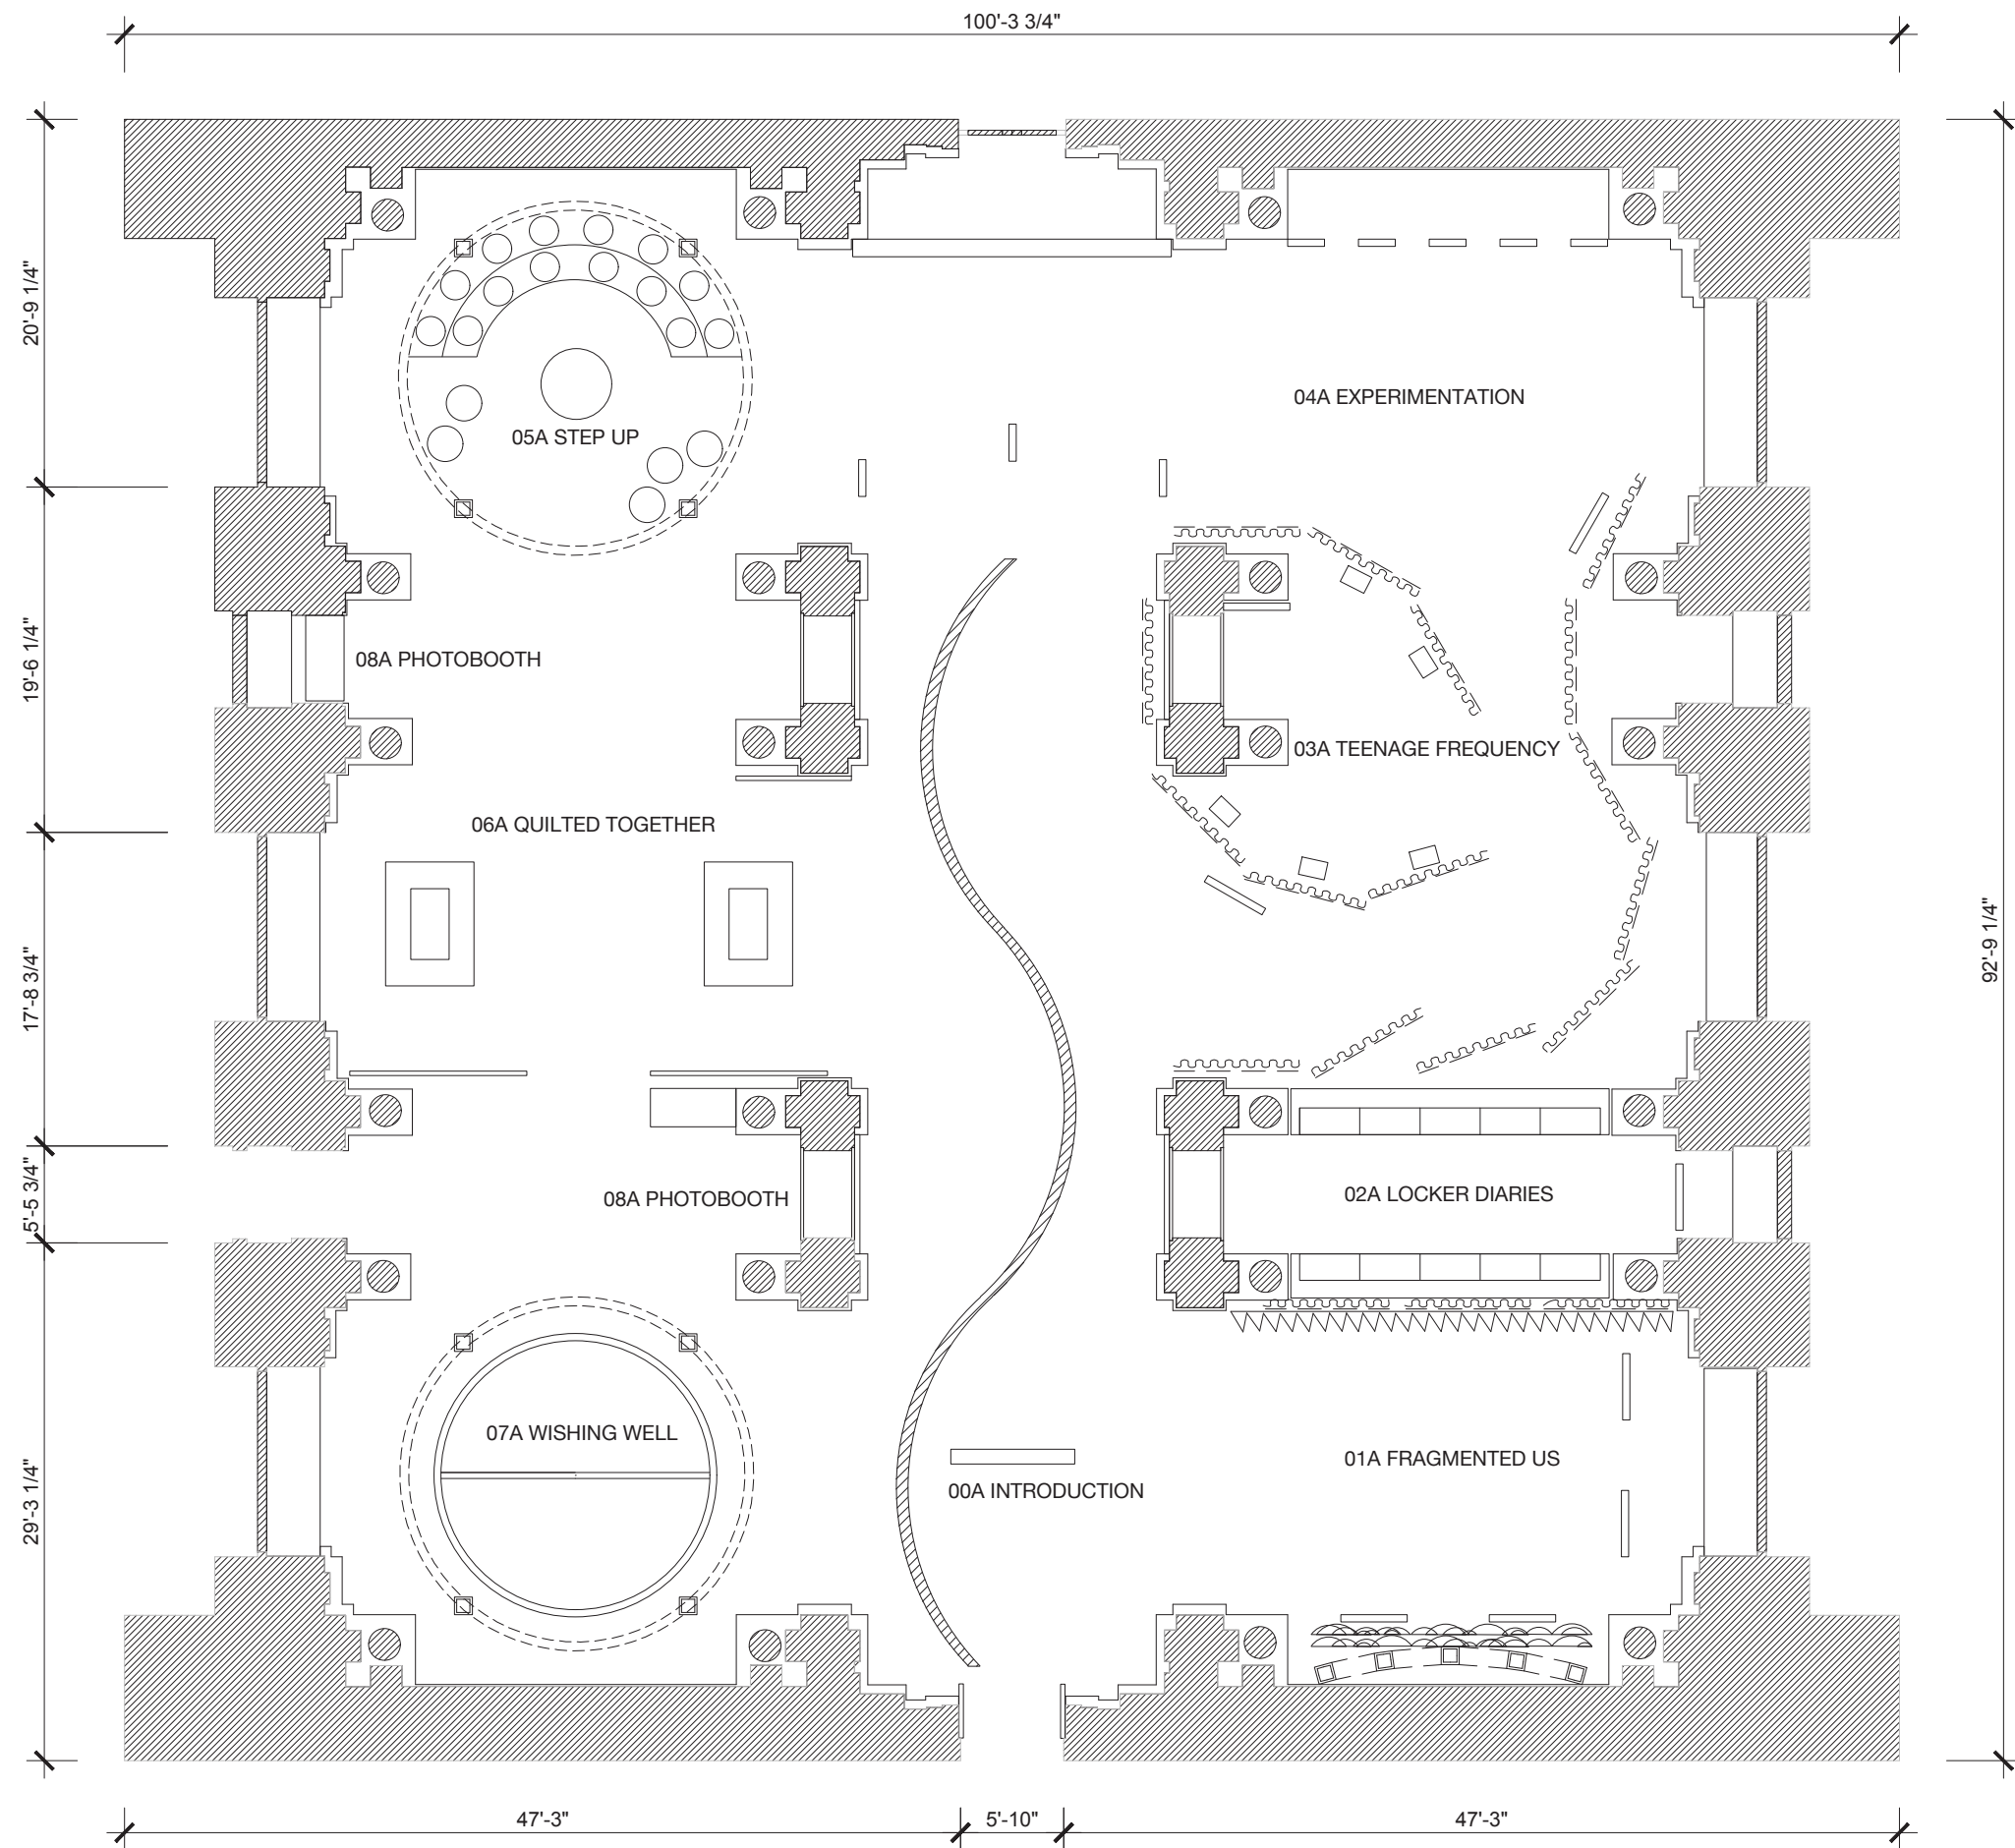 100'-3 3/4"
20'-9 1/4"
04A EXPERIMENTATION
05A STEP UP
19'-6 1/4"
08A PHOTOBOOTH
03A TEENAGE FREQUENCY
06A QUILTED TOGETHER
17'-8 3/4"
92'-9 1/4"
5'-5 3/4"
08A PHOTOBOOTH
02A LOCKER DIARIES
07A WISHING WELL
01A FRAGMENTED US
00A INTRODUCTION
29'-3 1/4"
47'-3"
5'-10"
47'-3"